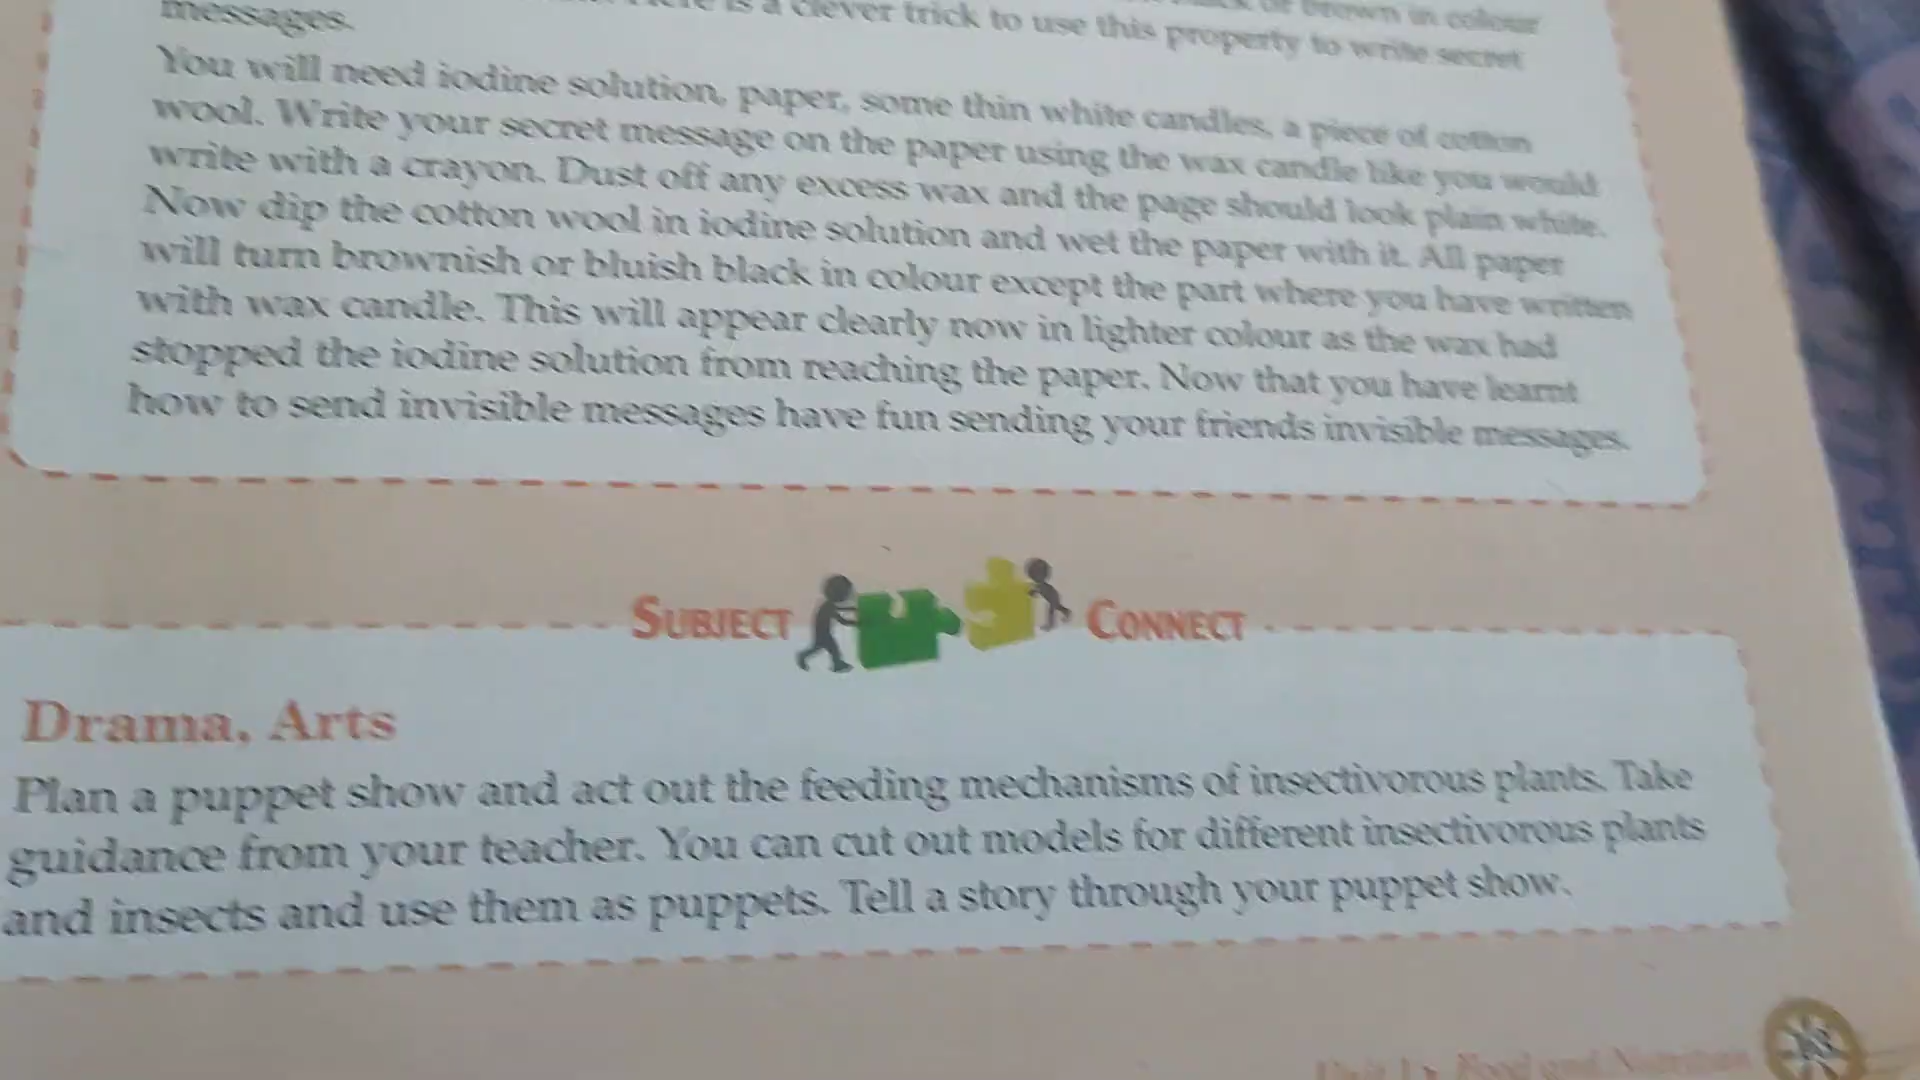 is a clever trick to use this property to write secret
messages.
You will need iodine solution, paper, some thin white candles, a piece of cotton
wool. Write your secret message on the paper using the wax candle like you would
write with a crayon. Dust off any excess wax and the page should look plain white.
Now dip the cotton wool in iodine solution and wet the paper with it. All paper
will turn brownish or bluish black in colour except the part where you have written
with wax candle. This will appear clearly now in lighter colour as the wax had
stopped the iodine solution from reaching the paper. Now that you have learnt
how to send invisible messages have fun sending your friends invisible messages.
SUBJECT CONNECT
Drama, Arts
Plan a puppet show and act out the feeding mechanisms of insectivorous plants. Take
guidance from your teacher. You can cut out models for different insectivorous plants
and insects and use them as puppets. Tell a story through your puppet show.
Food and Nutrition